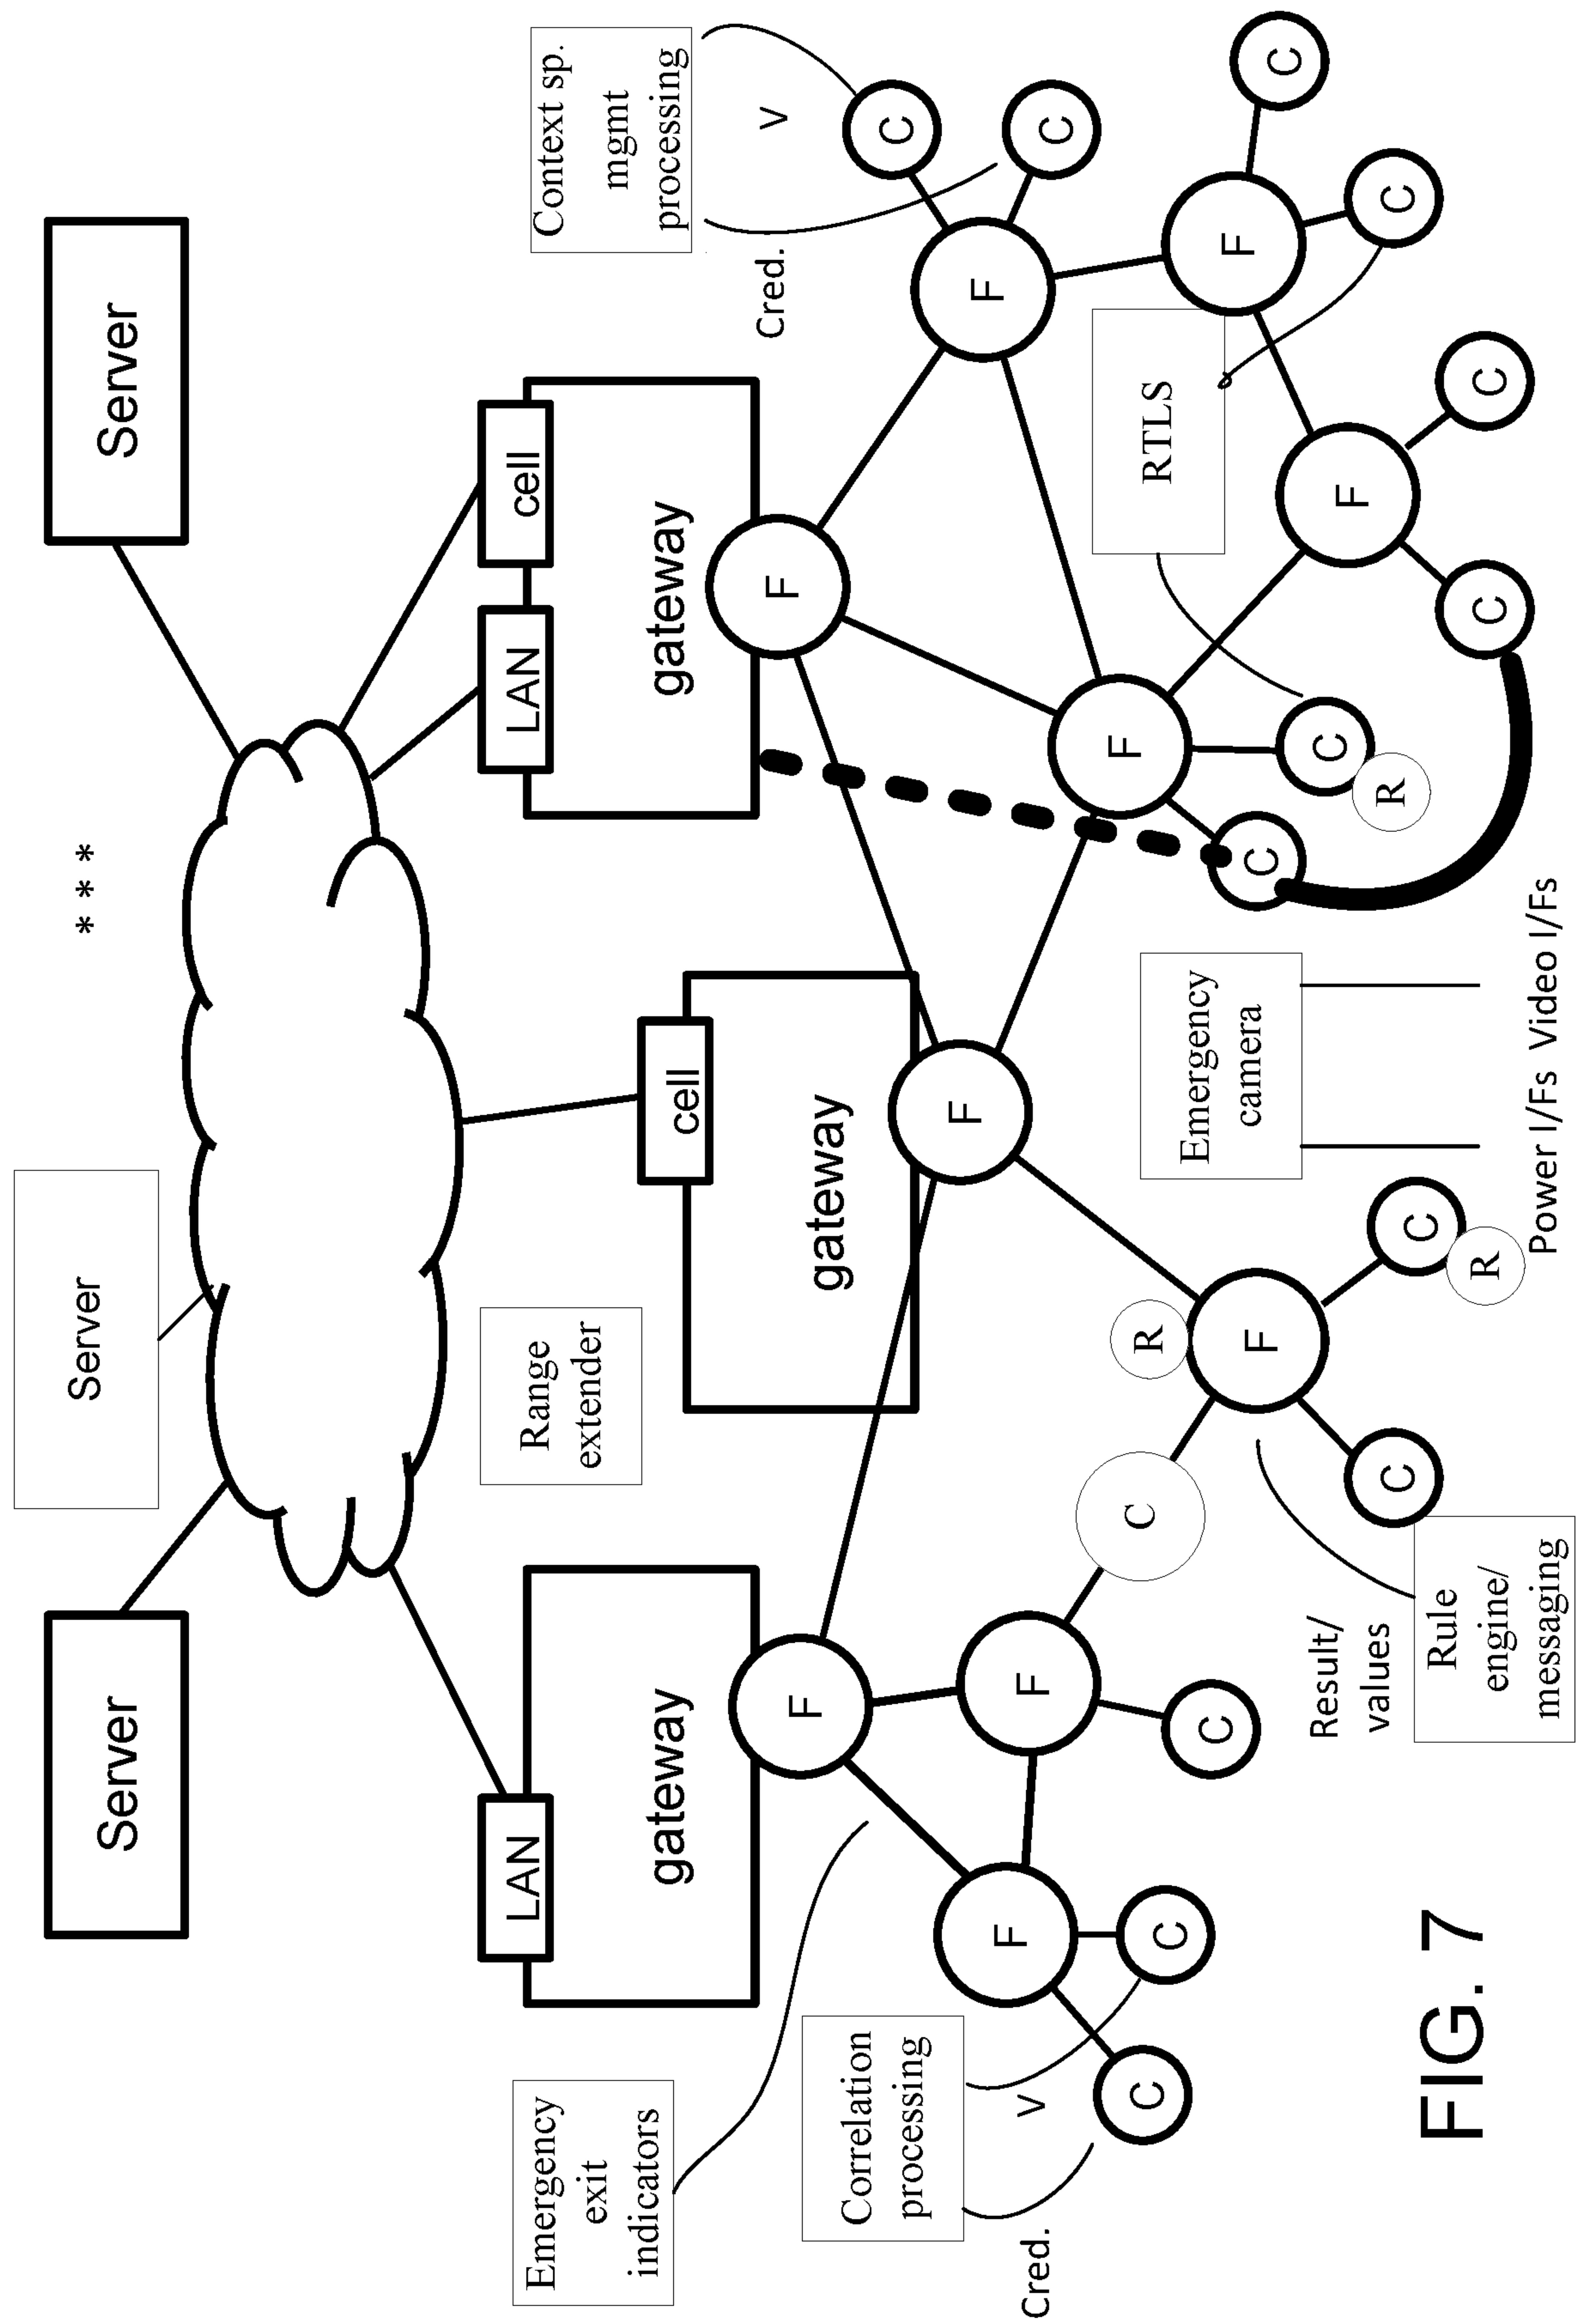 Server
* * *
Server
Server
Emergency
exit
indicators
LAN
Range
extender
LAN
cell
Context sp.
mgmt
processing
gateway
cell
gateway
gateway
Cred.
V
F
F
F
C
Correlation
processing
F
F
C
F
F
Cred.
V
F
C
R
F
RTLS
C
C
C
F
Emergency
camera
C
F
C
Result/
values
C
F
C
C
R
C
Rule
engine/
messaging
R
C
C
FIG. 7
Power I/Fs Video I/Fs